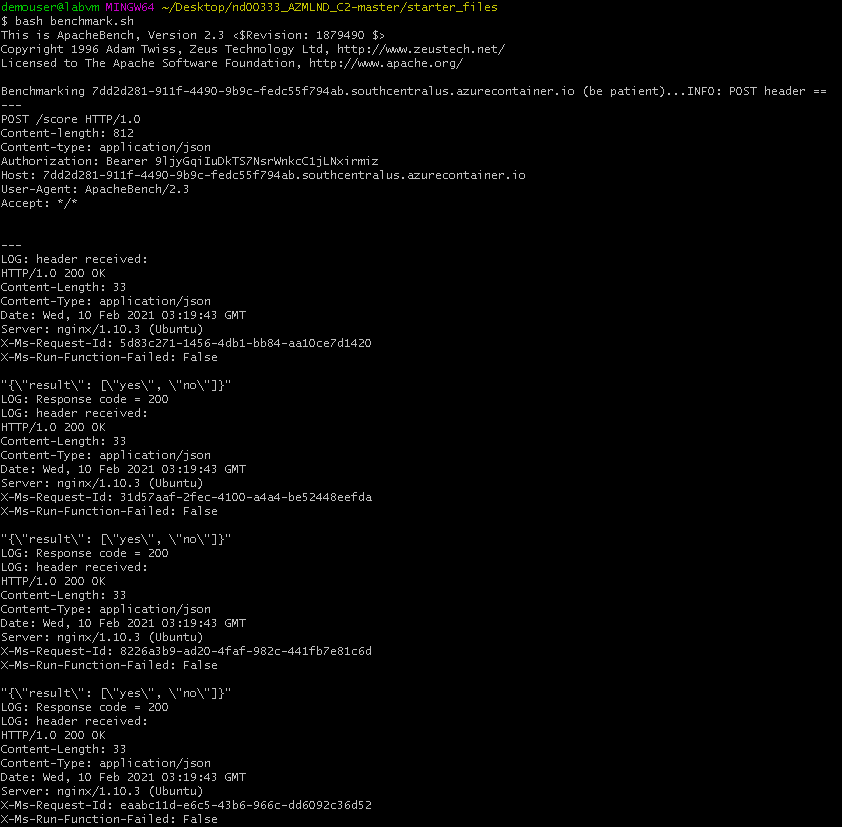 demouser@labvm MINGW64 ~/Desktop/nd00333_AZMLND_C2-master/starter_files
$ bash benchmark.sh
This is ApacheBench, Version 2.3 <$Revision: 1879490 $>
Copyright 1996 Adam Twiss, Zeus Technology Ltd, http://www.zeustech.net/
Licensed to The Apache Software Foundation, http://www.apache.org/

Benchmarking 7dd2d281-911f-4490-9b9c-fedc55f794ab.southcentralus.azurecontainer.io (be patient)...INFO: POST header ==
---
POST /score HTTP/1.0
Content-length: 812
Content-type: application/json
Authorization: Bearer 9ljyGqiIuDkTS7NsrWnkcC1jLNxirmiz
Host: 7dd2d281-911f-4490-9b9c-fedc55f794ab.southcentralus.azurecontainer.io
User-Agent: ApacheBench/2.3
Accept: */*

---
LOG: header received:
HTTP/1.0 200 OK
Content-Length: 33
Content-Type: application/json
Date: Wed, 10 Feb 2021 03:19:43 GMT
Server: nginx/1.10.3 (Ubuntu)
X-Ms-Request-Id: 5d83c271-1456-4db1-bb84-aa10ce7d1420
X-Ms-Run-Function-Failed: False

"{\"result\": [\"yes\", \"no\"]}"
LOG: Response code = 200
LOG: header received:
HTTP/1.0 200 OK
Content-Length: 33
Content-Type: application/json
Date: Wed, 10 Feb 2021 03:19:43 GMT
Server: nginx/1.10.3 (Ubuntu)
X-Ms-Request-Id: 31d57aaf-2fec-4100-a4a4-be52448eefda
X-Ms-Run-Function-Failed: False

"{\"result\": [\"yes\", \"no\"]}"
LOG: Response code = 200
LOG: header received:
HTTP/1.0 200 OK
Content-Length: 33
Content-Type: application/json
Date: Wed, 10 Feb 2021 03:19:43 GMT
Server: nginx/1.10.3 (Ubuntu)
X-Ms-Request-Id: 8226a3b9-ad20-4faf-982c-441fb7e81c6d
X-Ms-Run-Function-Failed: False

"{\"result\": [\"yes\", \"no\"]}"
LOG: Response code = 200
LOG: header received:
HTTP/1.0 200 OK
Content-Length: 33
Content-Type: application/json
Date: Wed, 10 Feb 2021 03:19:43 GMT
Server: nginx/1.10.3 (Ubuntu)
X-Ms-Request-Id: eaabc11d-e6c5-43b6-966c-dd6092c36d52
X-Ms-Run-Function-Failed: False